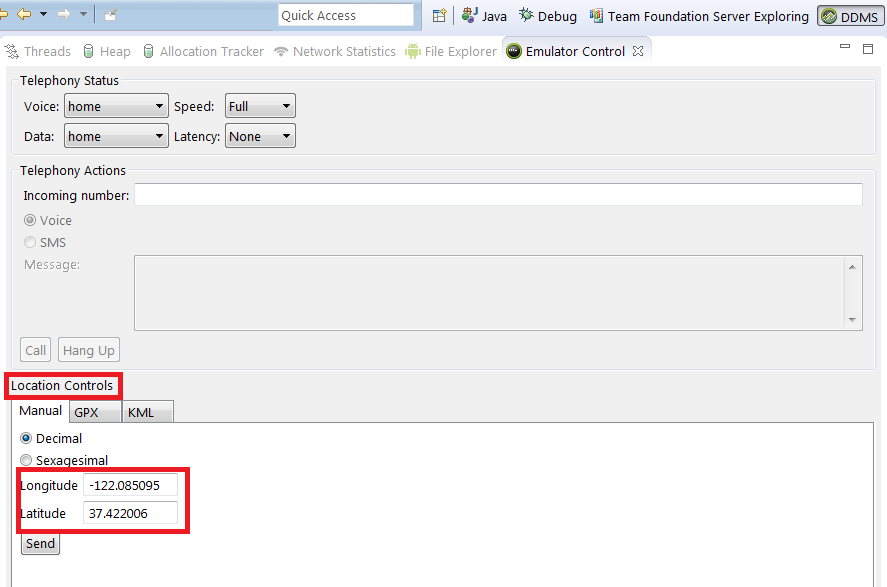 Quick Access Java Debug Team Foundation Server Exploring DDMS
Threads Heap Allocation Tracker Network Statistics File Explorer Emulator Control
Telephony Status
Voice: home Speed: Full
Data: home Latency: None
Telephony Actions
Incoming number:
Voice
SMS
Message:
Call Hang Up
Location Controls
Manual GPX KML
Decimal
Sexagesimal
Longitude -122.085095
Latitude 37.422006
Send